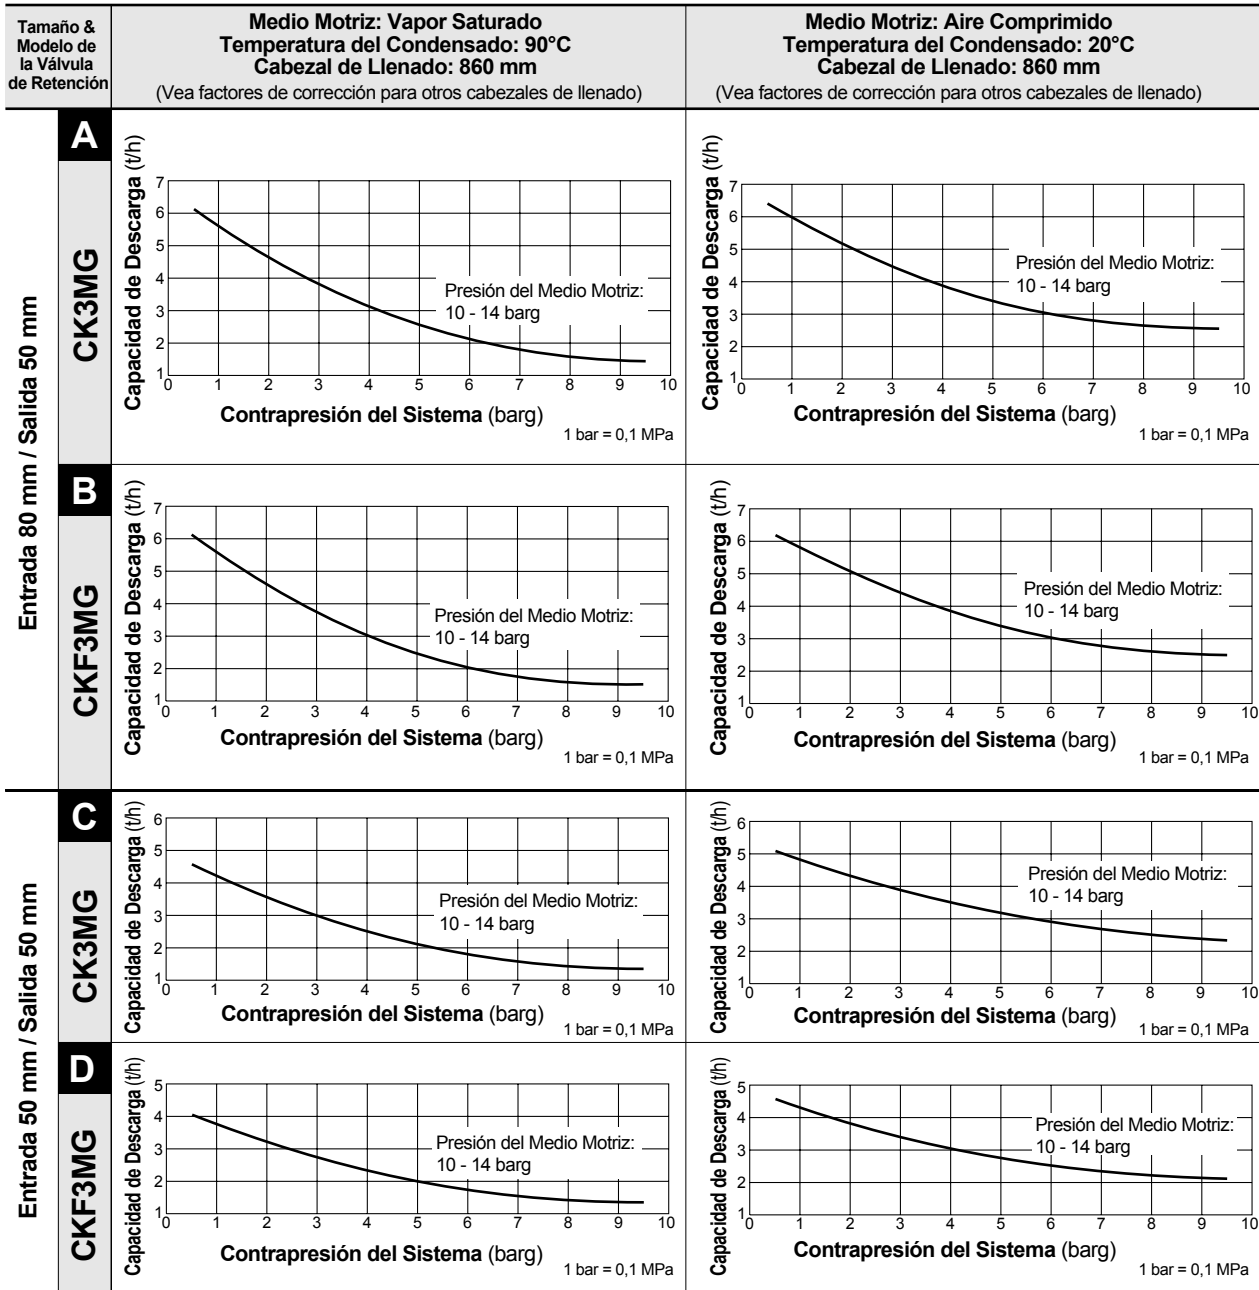 Tamaño &
Modelo de
la Válvula
de Retención
Medio Motriz: Vapor Saturado
Temperatura del Condensado: 90°C
Cabezal de Llenado: 860 mm
(Vea factores de corrección para otros cabezales de llenado)
Medio Motriz: Aire Comprimido
Temperatura del Condensado: 20°C
Cabezal de Llenado: 860 mm
(Vea factores de corrección para otros cabezales de llenado)
Entrada 80 mm / Salida 50 mm
A
CK3MG
Capacidad de Descarga (t/h)
7
6
5
4
3
2
1
Presión del Medio Motriz:
10 - 14 barg
0 1 2 3 4 5 6 7 8 9 10
Contrapresión del Sistema (barg)
1 bar = 0,1 MPa
Capacidad de Descarga (t/h)
7
6
5
4
3
2
1
Presión del Medio Motriz:
10 - 14 barg
0 1 2 3 4 5 6 7 8 9 10
Contrapresión del Sistema (barg)
1 bar = 0,1 MPa
B
CKF3MG
Capacidad de Descarga (t/h)
7
6
5
4
3
2
1
Presión del Medio Motriz:
10 - 14 barg
0 1 2 3 4 5 6 7 8 9 10
Contrapresión del Sistema (barg)
1 bar = 0,1 MPa
Capacidad de Descarga (t/h)
7
6
5
4
3
2
1
Presión del Medio Motriz:
10 - 14 barg
0 1 2 3 4 5 6 7 8 9 10
Contrapresión del Sistema (barg)
1 bar = 0,1 MPa
Entrada 50 mm / Salida 50 mm
C
CK3MG
Capacidad de Descarga (t/h)
6
5
4
3
2
1
Presión del Medio Motriz:
10 - 14 barg
0 1 2 3 4 5 6 7 8 9 10
Contrapresión del Sistema (barg)
1 bar = 0,1 MPa
Capacidad de Descarga (t/h)
6
5
4
3
2
1
Presión del Medio Motriz:
10 - 14 barg
0 1 2 3 4 5 6 7 8 9 10
Contrapresión del Sistema (barg)
1 bar = 0,1 MPa
D
CKF3MG
Capacidad de Descarga (t/h)
5
4
3
2
1
Presión del Medio Motriz:
10 - 14 barg
0 1 2 3 4 5 6 7 8 9 10
Contrapresión del Sistema (barg)
1 bar = 0,1 MPa
Capacidad de Descarga (t/h)
5
4
3
2
1
Presión del Medio Motriz:
10 - 14 barg
0 1 2 3 4 5 6 7 8 9 10
Contrapresión del Sistema (barg)
1 bar = 0,1 MPa